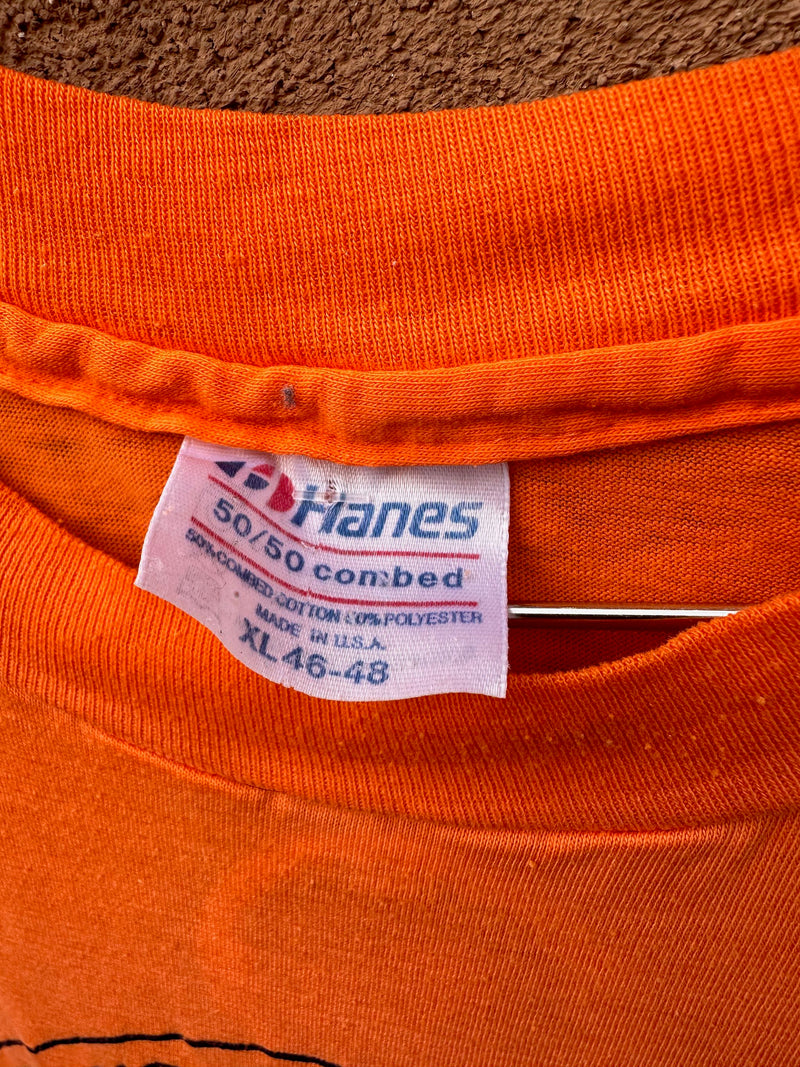 Hanes
50/50 combed
50% COMBED COTTON 50% POLYESTER
MADE IN U.S.A.
XL 46-48